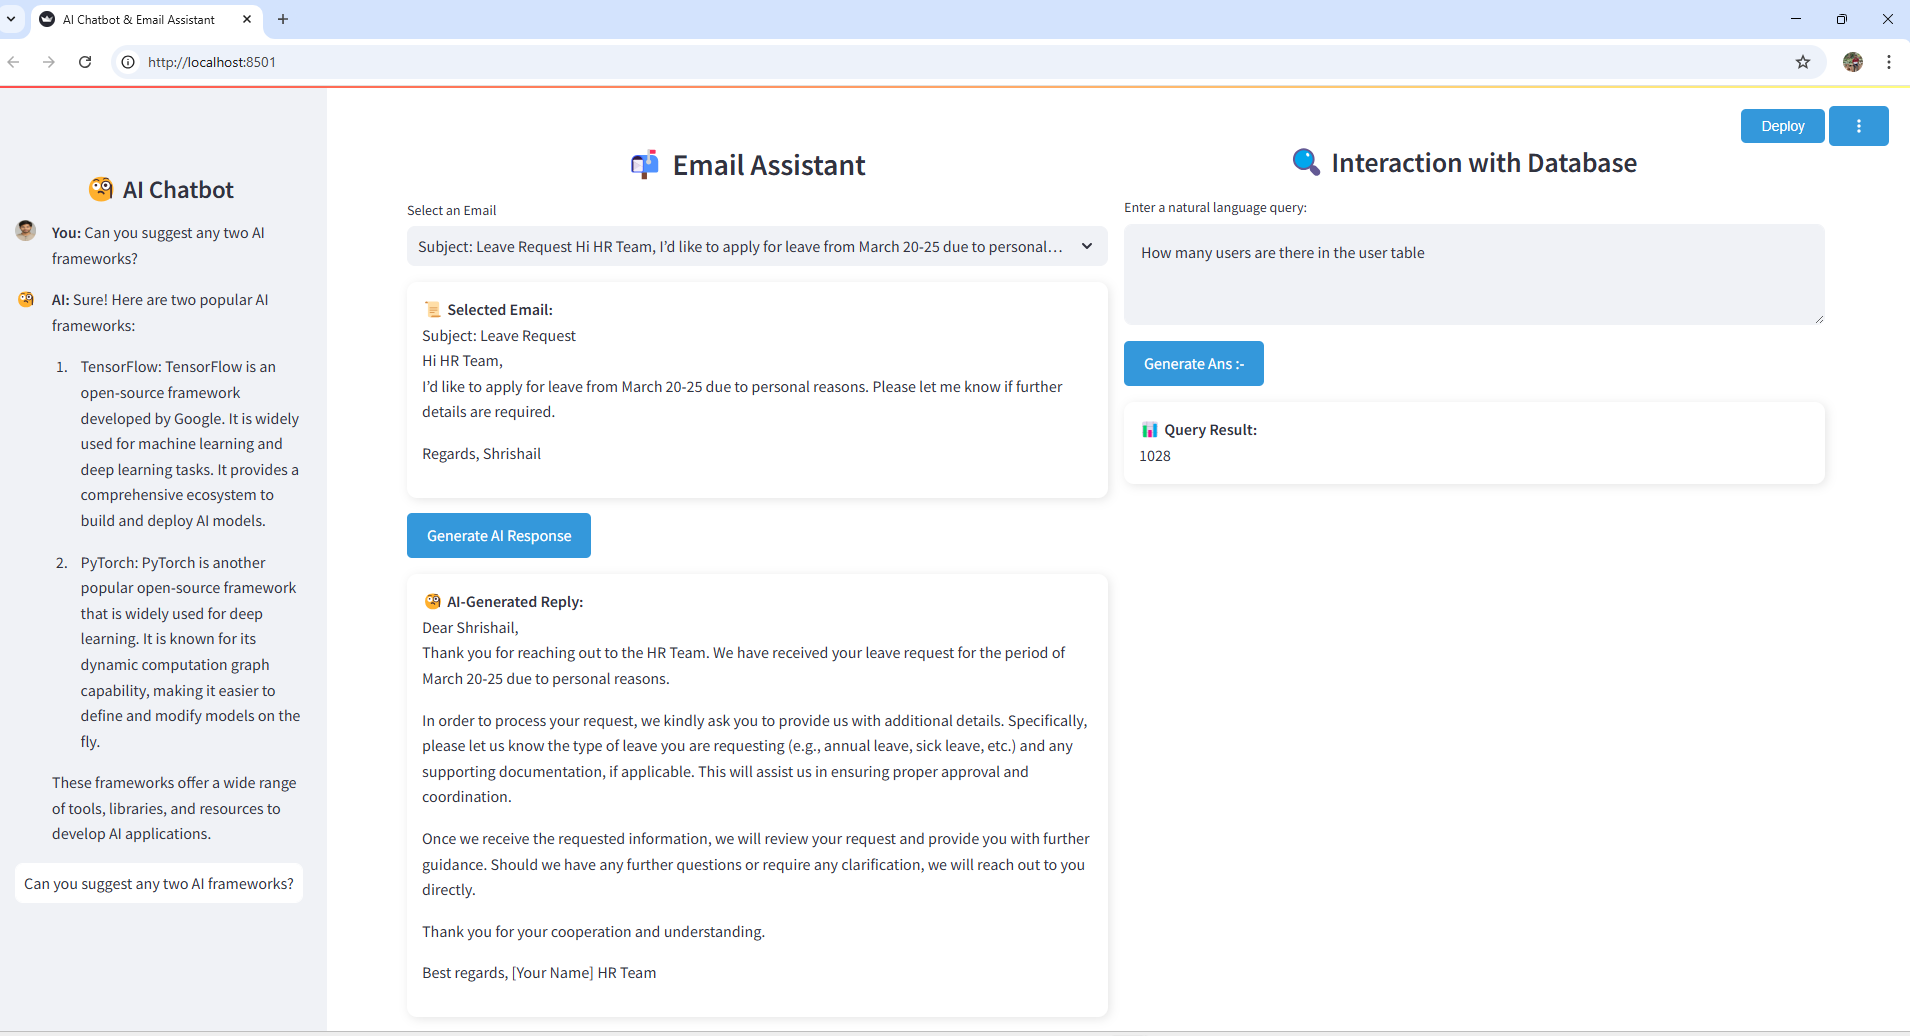 AI Chatbot & Email Assistant
http://localhost:8501
Deploy
AI Chatbot
You: Can you suggest any two AI
frameworks?
AI: Sure! Here are two popular AI
frameworks:
1. TensorFlow: TensorFlow is an
open-source framework
developed by Google. It is widely
used for machine learning and
deep learning tasks. It provides a
comprehensive ecosystem to
build and deploy AI models.
2. PyTorch: PyTorch is another
popular open-source framework
that is widely used for deep
learning. It is known for its
dynamic computation graph
capability, making it easier to
define and modify models on the
fly.
These frameworks offer a wide range
of tools, libraries, and resources to
develop AI applications.
Can you suggest any two AI frameworks?
Email Assistant
Select an Email
Subject: Leave Request Hi HR Team, I’d like to apply for leave from March 20-25 due to personal…
Selected Email:
Subject: Leave Request
Hi HR Team,
I’d like to apply for leave from March 20-25 due to personal reasons. Please let me know if further
details are required.
Regards, Shrishail
Generate AI Response
AI-Generated Reply:
Dear Shrishail,
Thank you for reaching out to the HR Team. We have received your leave request for the period of
March 20-25 due to personal reasons.
In order to process your request, we kindly ask you to provide us with additional details. Specifically,
please let us know the type of leave you are requesting (e.g., annual leave, sick leave, etc.) and any
supporting documentation, if applicable. This will assist us in ensuring proper approval and
coordination.
Once we receive the requested information, we will review your request and provide you with further
guidance. Should we have any further questions or require any clarification, we will reach out to you
directly.
Thank you for your cooperation and understanding.
Best regards, [Your Name] HR Team
Interaction with Database
Enter a natural language query:
How many users are there in the user table
Generate Ans :-
Query Result:
1028